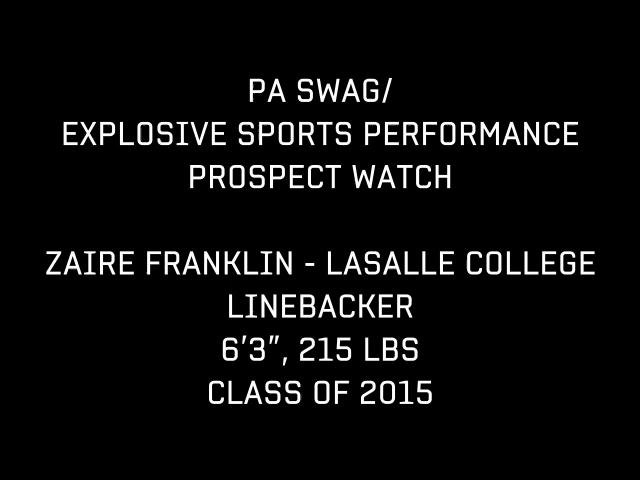 PA SWAG/
EXPLOSIVE SPORTS PERFORMANCE
PROSPECT WATCH
ZAIRE FRANKLIN - LASALLE COLLEGE
LINEBACKER
6'3", 215 LBS
CLASS OF 2015